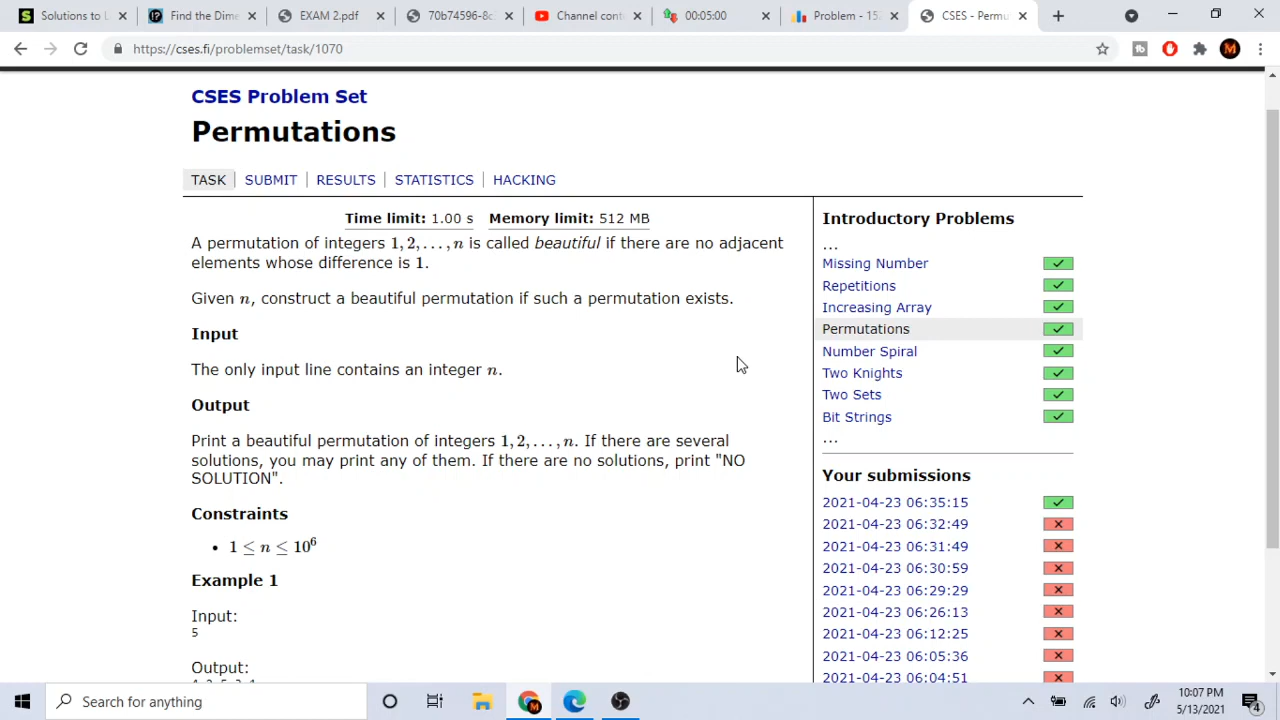 Solutions to L
Find the Dime
EXAM 2.pdf
70b74596-8c
Channel cont
00:05:00
Problem - 15
CSES - Permu
https://cses.fi/problemset/task/1070
CSES Problem Set
Permutations
TASK
SUBMIT
RESULTS
STATISTICS
HACKING
Time limit: 1.00 s Memory limit: 512 MB
A permutation of integers 1, 2, . . . , n is called beautiful if there are no adjacent
elements whose difference is 1.
Given n, construct a beautiful permutation if such a permutation exists.
Input
The only input line contains an integer n.
Output
Print a beautiful permutation of integers 1, 2, . . . , n. If there are several
solutions, you may print any of them. If there are no solutions, print "NO
SOLUTION".
Constraints
• 1 ≤ n ≤ 10⁶
Example 1
Input:
5
Output:
Introductory Problems
...
Missing Number
Repetitions
Increasing Array
Permutations
Number Spiral
Two Knights
Two Sets
Bit Strings
...
Your submissions
2021-04-23 06:35:15
2021-04-23 06:32:49
2021-04-23 06:31:49
2021-04-23 06:30:59
2021-04-23 06:29:29
2021-04-23 06:26:13
2021-04-23 06:12:25
2021-04-23 06:05:36
2021-04-23 06:04:51
Search for anything
10:07 PM
5/13/2021
4